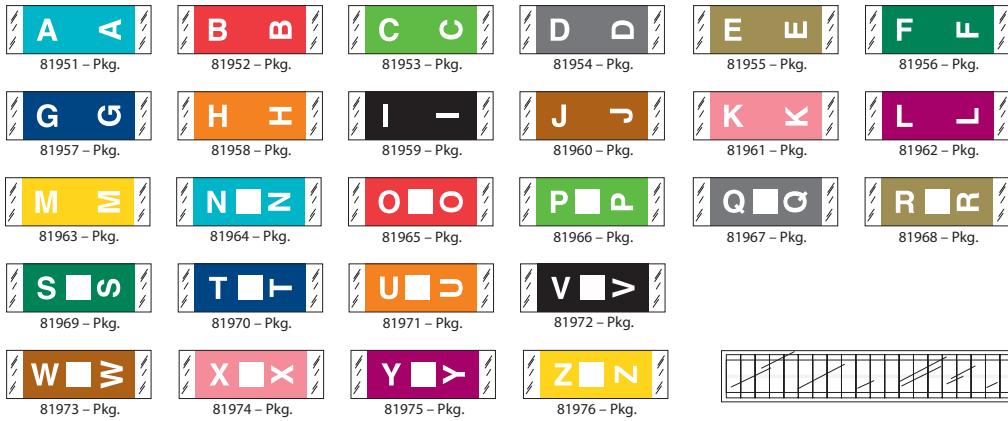 A A B B C C D D E E F F
81951 – Pkg. 81952 – Pkg. 81953 – Pkg. 81954 – Pkg. 81955 – Pkg. 81956 – Pkg.
G G H H I I J J K K L L
81957 – Pkg. 81958 – Pkg. 81959 – Pkg. 81960 – Pkg. 81961 – Pkg. 81962 – Pkg.
M M N N O O P P Q Q R R
81963 – Pkg. 81964 – Pkg. 81965 – Pkg. 81966 – Pkg. 81967 – Pkg. 81968 – Pkg.
S S T T U U V V
81969 – Pkg. 81970 – Pkg. 81971 – Pkg. 81972 – Pkg.
W W X X Y Y Z Z
81973 – Pkg. 81974 – Pkg. 81975 – Pkg. 81976 – Pkg.